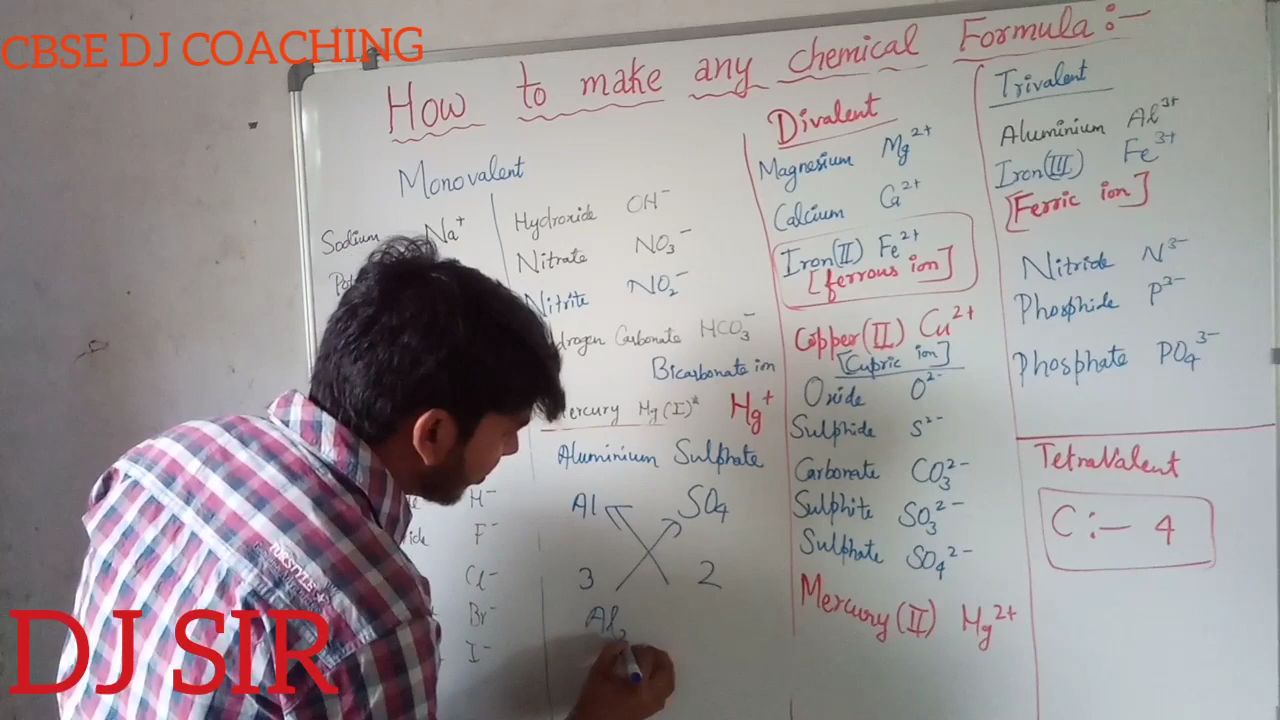 CBSE DJ COACHING
How to make any chemical Formula:-
Monovalent
Sodium Na⁺
Hydroxide OH⁻
Nitrate NO₃⁻
Nitrite NO₂⁻
Carbonate HCO₃⁻
Bicarbonate ion
Mercury Hg(I)* Hg⁺
H⁻
F⁻
Cl⁻
Br⁻
I⁻
Aluminium Sulphate
Al SO₄
3 2
Al₂
Divalent
Magnesium Mg²⁺
Calcium Ca²⁺
Iron(II) Fe²⁺
[ferrous ion]
Copper(II) Cu²⁺
[Cupric ion]
Oxide O²⁻
Sulphide S²⁻
Carbonate CO₃²⁻
Sulphite SO₃²⁻
Sulphate SO₄²⁻
Mercury(II) Hg²⁺
Trivalent
Aluminium Al³⁺
Iron(III) Fe³⁺
[Ferric ion]
Nitride N³⁻
Phosphide P³⁻
Phosphate PO₄³⁻
TetraValent
C:- 4
FORSTYLE
DJ SIR